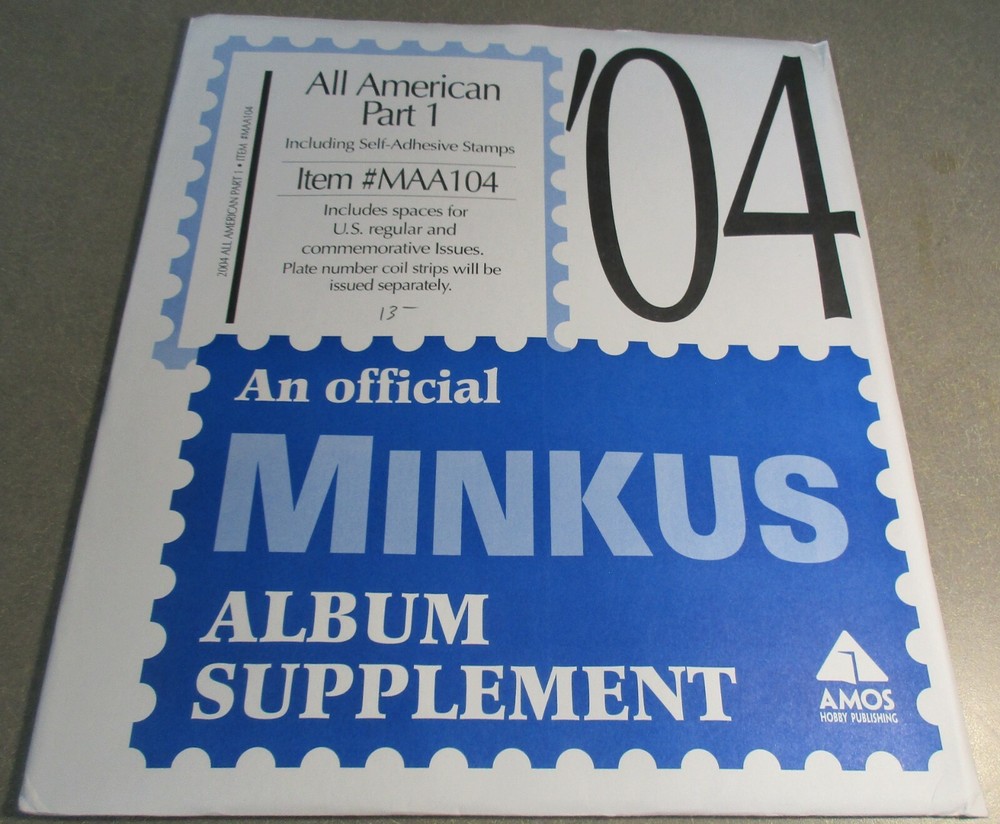 All American
Part 1
Including Self-Adhesive Stamps
Item #MAA104
Includes spaces for
U.S. regular and
commemorative Issues.
Plate number coil strips will be
issued separately.
13-
2004 ALL AMERICAN PART 1 • ITEM #MAA104
'04
An official
MINKUS
ALBUM
SUPPLEMENT
AMOS
HOBBY PUBLISHING